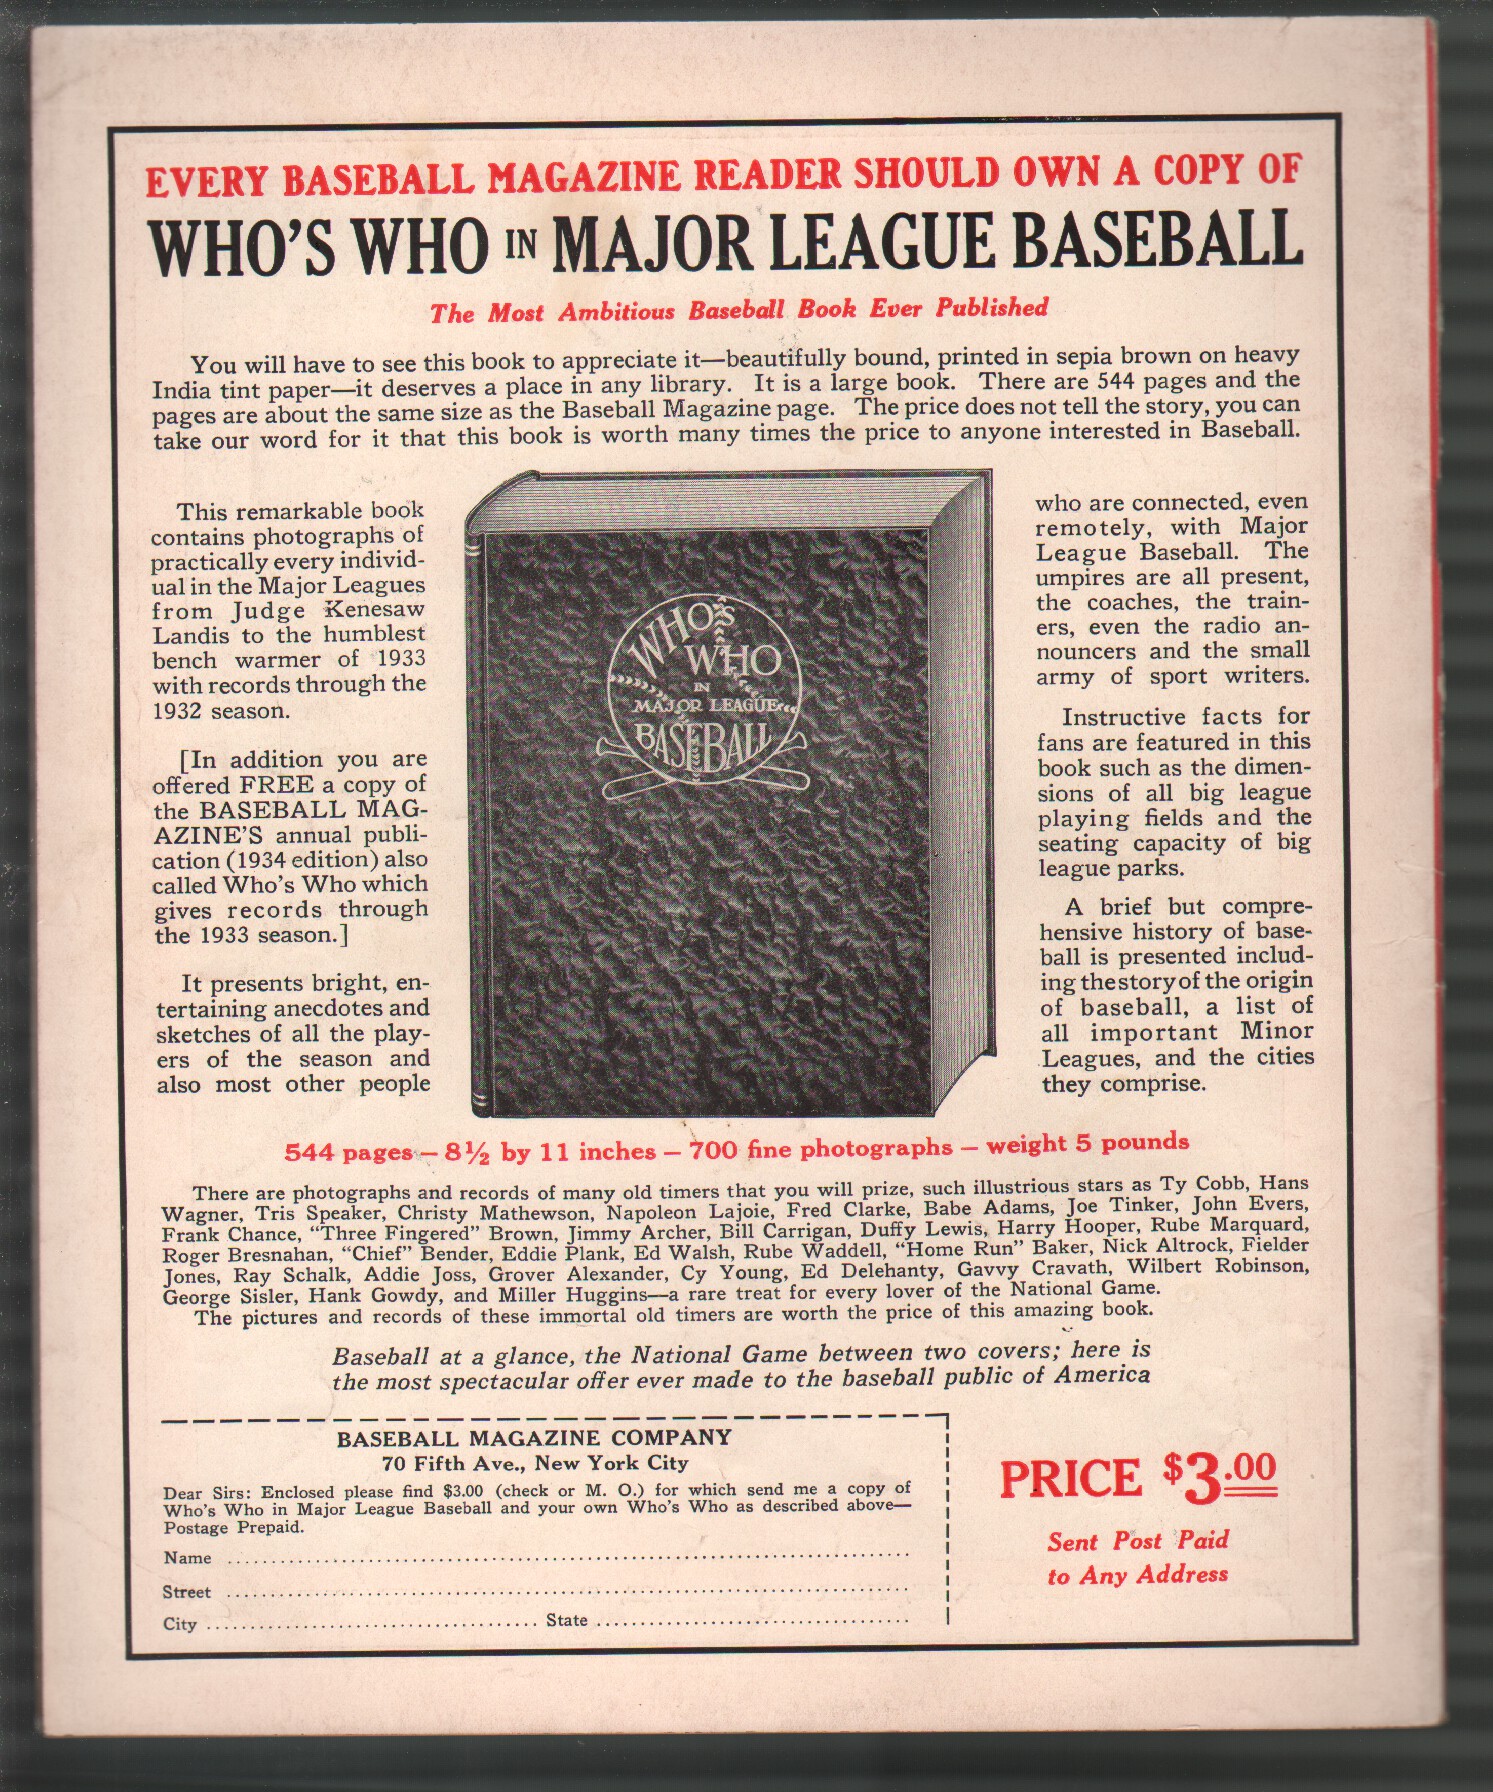 EVERY BASEBALL MAGAZINE READER SHOULD OWN A COPY OF
WHO'S WHO IN MAJOR LEAGUE BASEBALL
The Most Ambitious Baseball Book Ever Published
You will have to see this book to appreciate it—beautifully bound, printed in sepia brown on heavy
India tint paper—it deserves a place in any library. It is a large book. There are 544 pages and the
pages are about the same size as the Baseball Magazine page. The price does not tell the story, you can
take our word for it that this book is worth many times the price to anyone interested in Baseball.
This remarkable book
contains photographs of
practically every individ-
ual in the Major Leagues
from Judge Kenesaw
Landis to the humblest
bench warmer of 1933
with records through the
1932 season.
[In addition you are
offered FREE a copy of
the BASEBALL MAG-
AZINE'S annual publi-
cation (1934 edition) also
called Who's Who which
gives records through
the 1933 season.]
It presents bright, en-
tertaining anecdotes and
sketches of all the play-
ers of the season and
also most other people
WHO'S
WHO
IN
MAJOR LEAGUE
BASEBALL
who are connected, even
remotely, with Major
League Baseball. The
umpires are all present,
the coaches, the train-
ers, even the radio an-
nouncers and the small
army of sport writers.
Instructive facts for
fans are featured in this
book such as the dimen-
sions of all big league
playing fields and the
seating capacity of big
league parks.
A brief but compre-
hensive history of base-
ball is presented includ-
ing the story of the origin
of baseball, a list of
all important Minor
Leagues, and the cities
they comprise.
544 pages — 8½ by 11 inches — 700 fine photographs — weight 5 pounds
There are photographs and records of many old timers that you will prize, such illustrious stars as Ty Cobb, Hans
Wagner, Tris Speaker, Christy Mathewson, Napoleon Lajoie, Fred Clarke, Babe Adams, Joe Tinker, John Evers,
Frank Chance, "Three Fingered" Brown, Jimmy Archer, Bill Carrigan, Duffy Lewis, Harry Hooper, Rube Marquard,
Roger Bresnahan, "Chief" Bender, Eddie Plank, Ed Walsh, Rube Waddell, "Home Run" Baker, Nick Altrock, Fielder
Jones, Ray Schalk, Addie Joss, Grover Alexander, Cy Young, Ed Delehanty, Gavvy Cravath, Wilbert Robinson,
George Sisler, Hank Gowdy, and Miller Huggins—a rare treat for every lover of the National Game.
The pictures and records of these immortal old timers are worth the price of this amazing book.
Baseball at a glance, the National Game between two covers; here is
the most spectacular offer ever made to the baseball public of America
BASEBALL MAGAZINE COMPANY
70 Fifth Ave., New York City
Dear Sirs: Enclosed please find $3.00 (check or M. O.) for which send me a copy of
Who's Who in Major League Baseball and your own Who's Who as described above—
Postage Prepaid.
Name
Street
City State
PRICE $3.00
Sent Post Paid
to Any Address